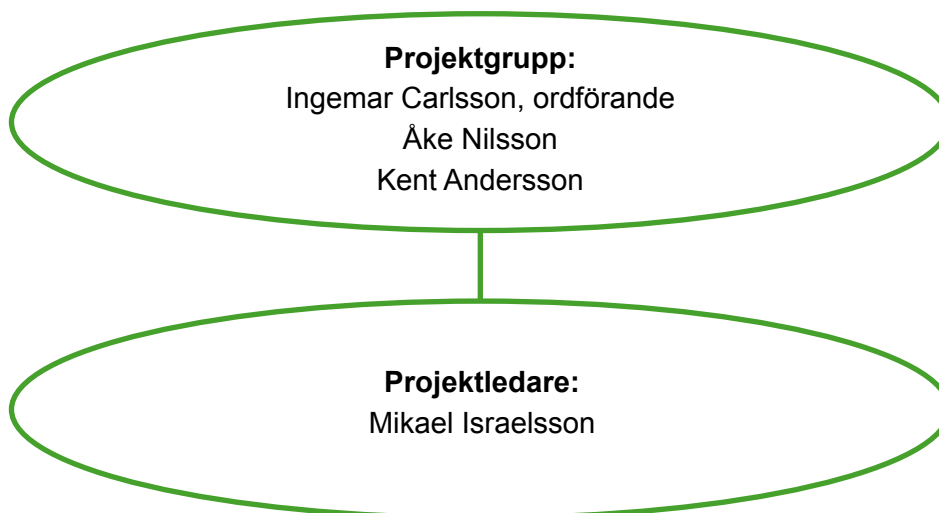 Projektgrupp:
Ingemar Carlsson, ordförande
Åke Nilsson
Kent Andersson
Projektledare:
Mikael Israelsson